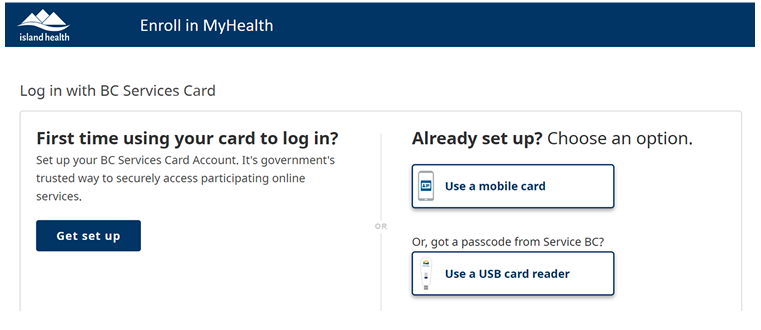 island health
Enroll in MyHealth
Log in with BC Services Card
First time using your card to log in?
Set up your BC Services Card Account. It's government's
trusted way to securely access participating online
services.
Get set up
OR
Already set up? Choose an option.
Use a mobile card
Or, got a passcode from Service BC?
Use a USB card reader